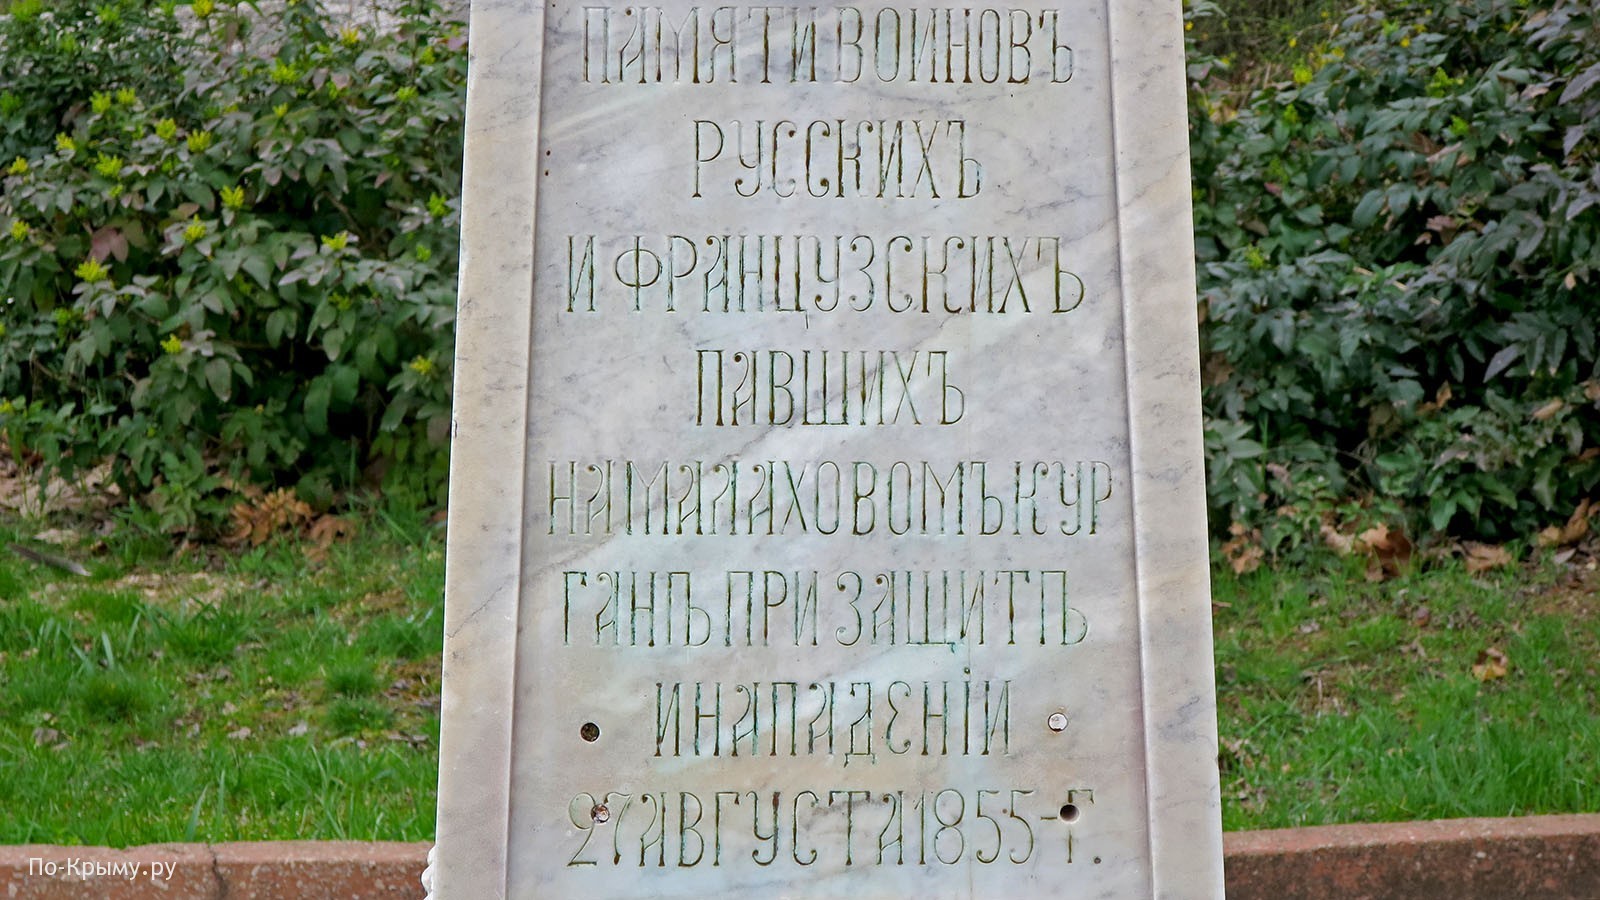 ПАМЯТИ ВОИНОВЪ
РУССКИХЪ
И ФРАНЦУЗСКИХЪ
ПАВШИХЪ
НА МАЛАХОВОМЪ КУР
ГАНѢ ПРИ ЗАЩИТѢ
И НАПАДЕНІИ
27 АВГУСТА 1855-Г.
По-Крыму.ру